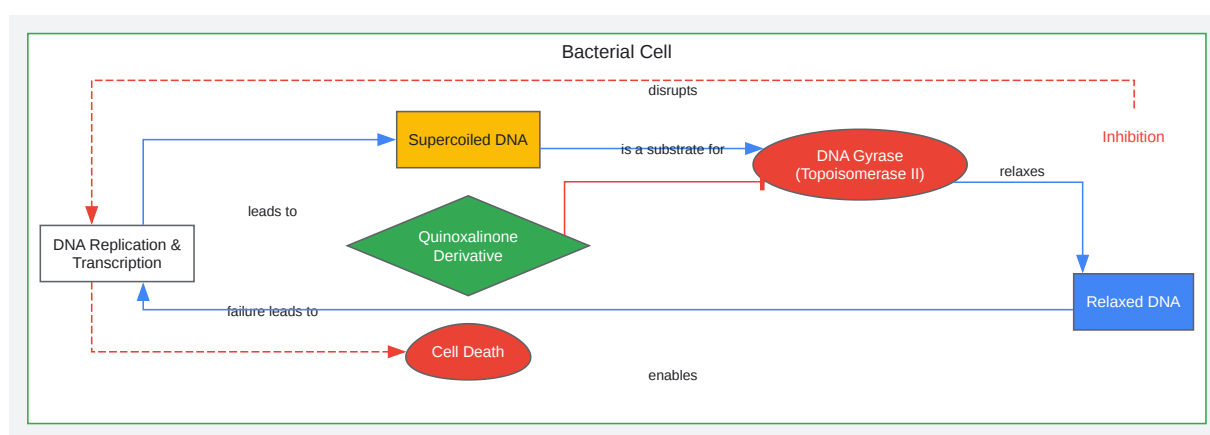 Bacterial Cell
disrupts
Supercoiled DNA
is a substrate for
DNA Gyrase
(Topoisomerase II)
Inhibition
relaxes
leads to
Quinoxalinone
Derivative
DNA Replication &
Transcription
Relaxed DNA
failure leads to
Cell Death
enables